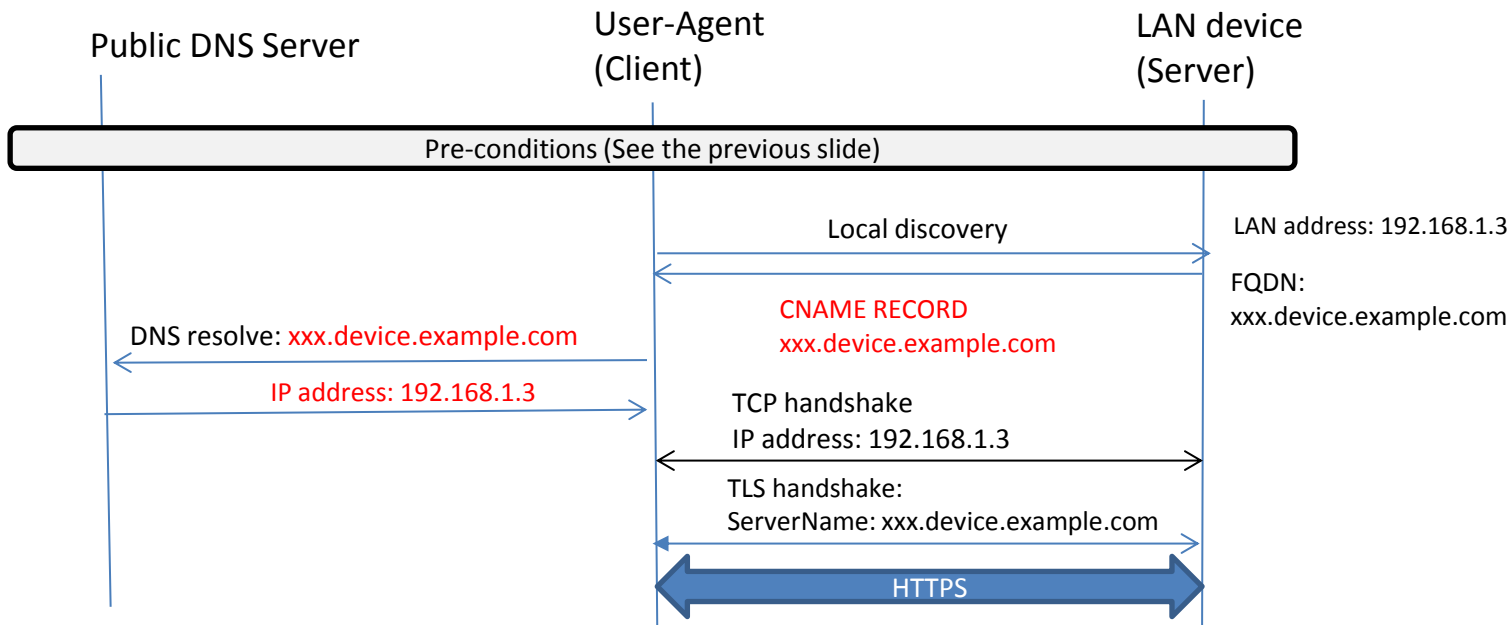 Public DNS Server
User-Agent
(Client)
LAN device
(Server)
Pre-conditions (See the previous slide)
Local discovery
LAN address: 192.168.1.3
FQDN:
xxx.device.example.com
CNAME RECORD
xxx.device.example.com
DNS resolve: xxx.device.example.com
IP address: 192.168.1.3
TCP handshake
IP address: 192.168.1.3
TLS handshake:
ServerName: xxx.device.example.com
HTTPS